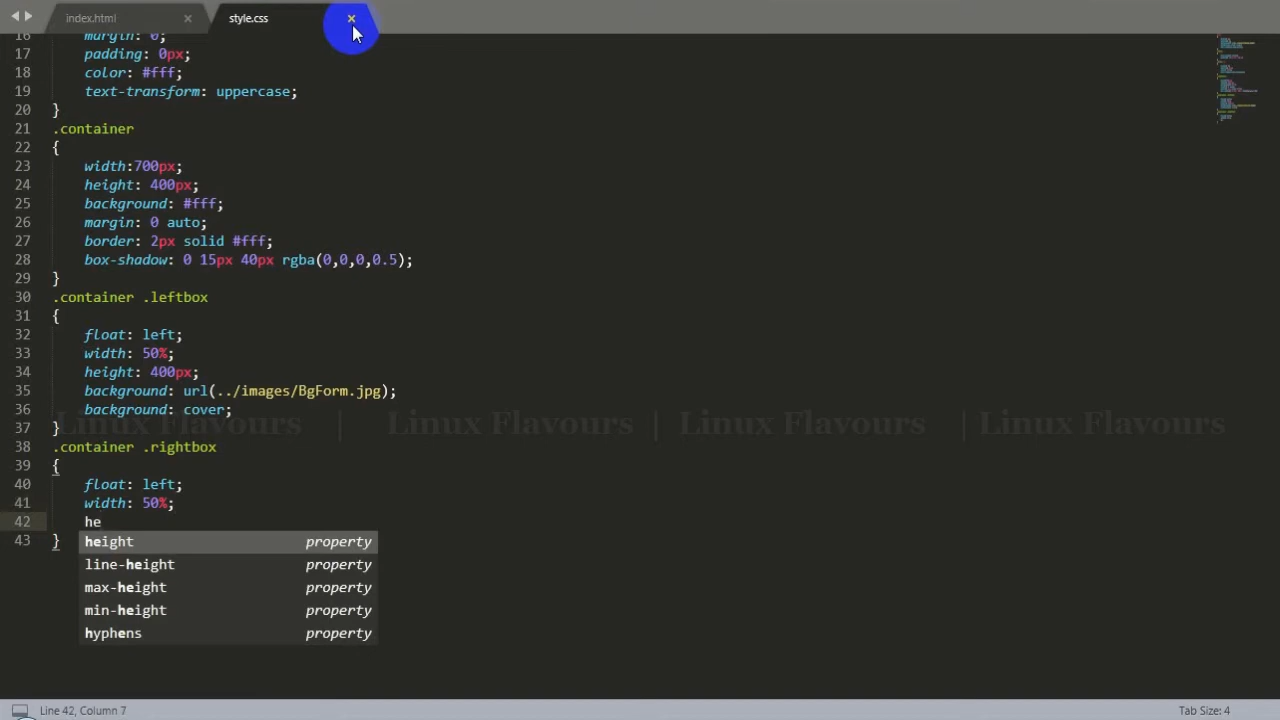 index.html × style.css ×
16 margin: 0;
17 padding: 0px;
18 color: #fff;
19 text-transform: uppercase;
20 }
21 .container
22 {
23 width:700px;
24 height: 400px;
25 background: #fff;
26 margin: 0 auto;
27 border: 2px solid #fff;
28 box-shadow: 0 15px 40px rgba(0,0,0,0.5);
29 }
30 .container .leftbox
31 {
32 float: left;
33 width: 50%;
34 height: 400px;
35 background: url(../images/BgForm.jpg);
36 background: cover;
Linux Flavours | Linux Flavours | Linux Flavours | Linux Flavours
37 }
38 .container .rightbox
39 {
40 float: left;
41 width: 50%;
42 he
43 }
height property
line-height property
max-height property
min-height property
hyphens property
Line 42, Column 7 Tab Size: 4